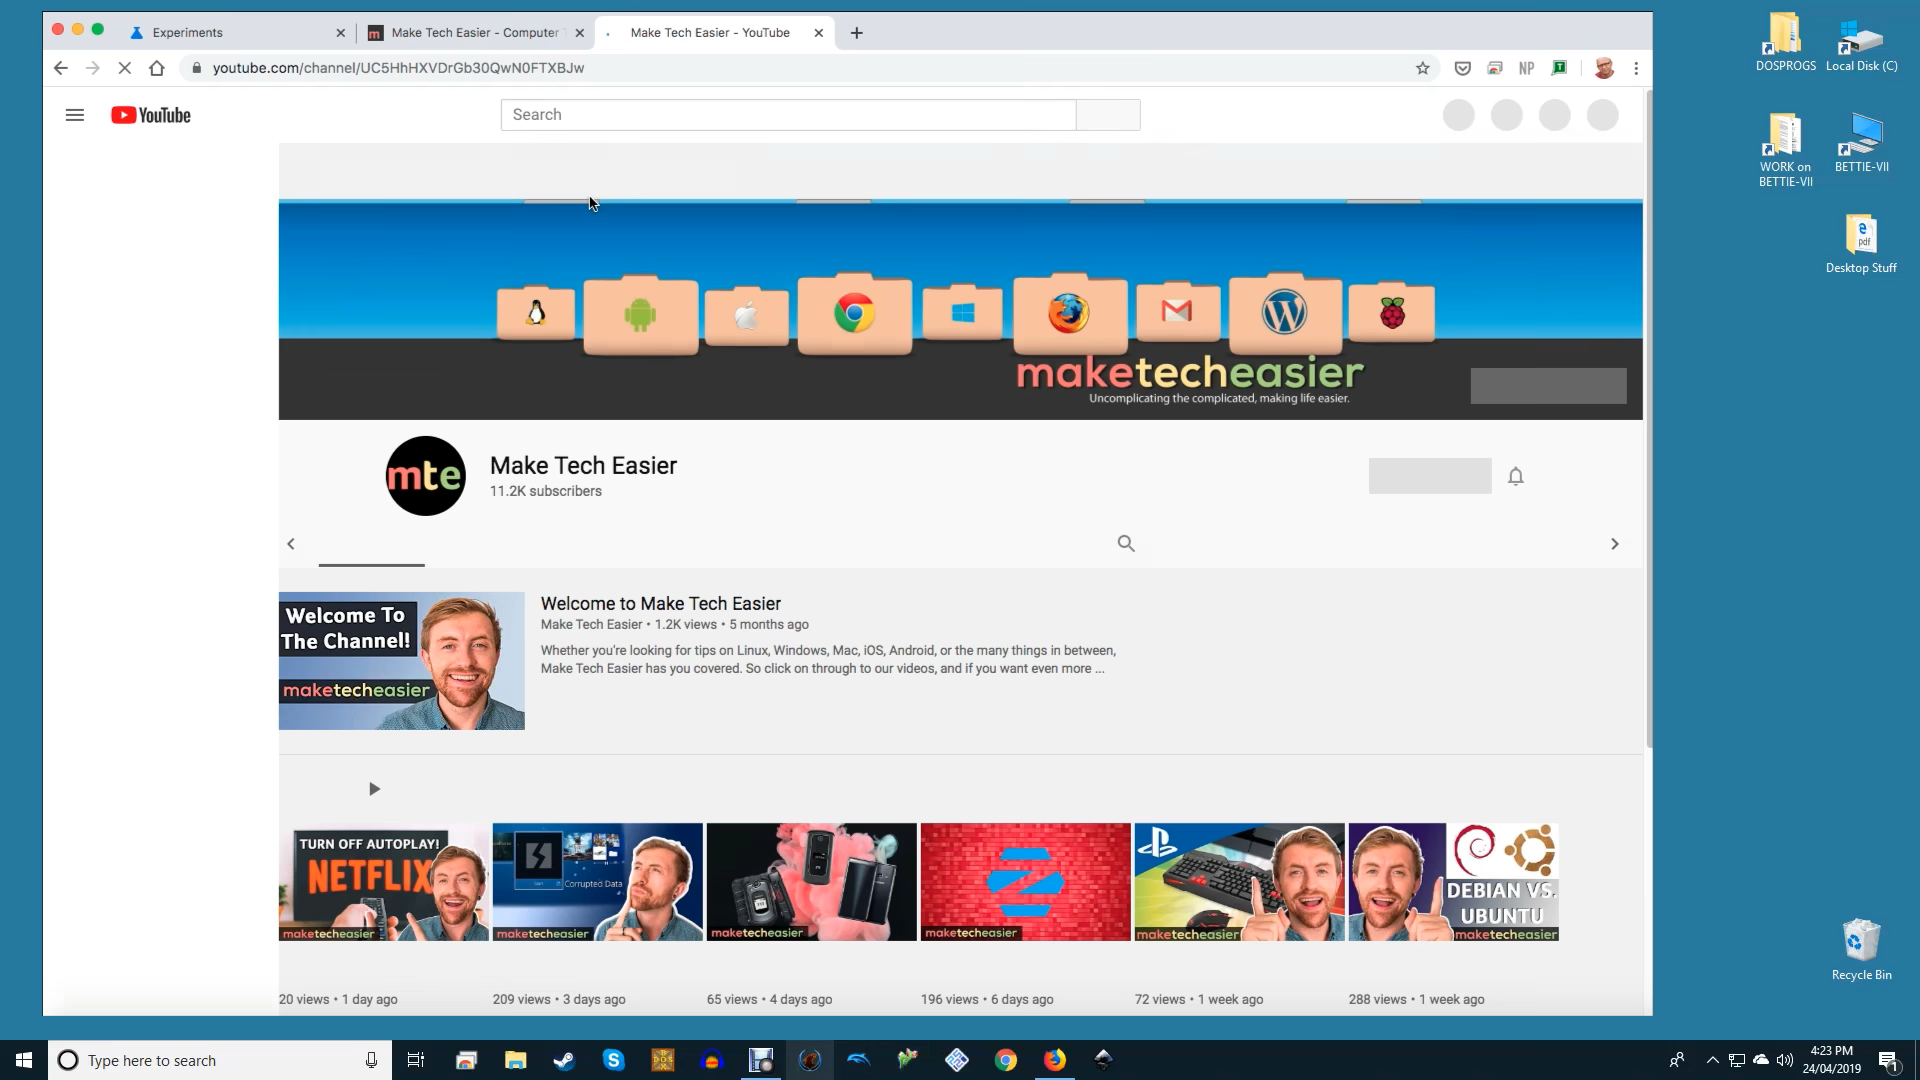 Experiments
Make Tech Easier - Computer T
Make Tech Easier - YouTube
youtube.com/channel/UC5HhHXVDrGb30QwN0FTXBJw
NP
YouTube
Search
maketecheasier
Uncomplicating the complicated, making life easier.
mte
Make Tech Easier
11.2K subscribers
Welcome To
The Channel!
maketecheasier
Welcome to Make Tech Easier
Make Tech Easier • 1.2K views • 5 months ago
Whether you're looking for tips on Linux, Windows, Mac, iOS, Android, or the many things in between,
Make Tech Easier has you covered. So click on through to our videos, and if you want even more ...
TURN OFF AUTOPLAY!
NETFLIX
maketecheasier
Corrupted Data
maketecheasier
maketecheasier
maketecheasier
maketecheasier
DEBIAN VS.
UBUNTU
maketecheasier
20 views • 1 day ago
209 views • 3 days ago
65 views • 4 days ago
196 views • 6 days ago
72 views • 1 week ago
288 views • 1 week ago
DOSPROGS
Local Disk (C)
WORK on
BETTIE-VII
BETTIE-VII
pdf
Desktop Stuff
Recycle Bin
Type here to search
4:23 PM
24/04/2019
1